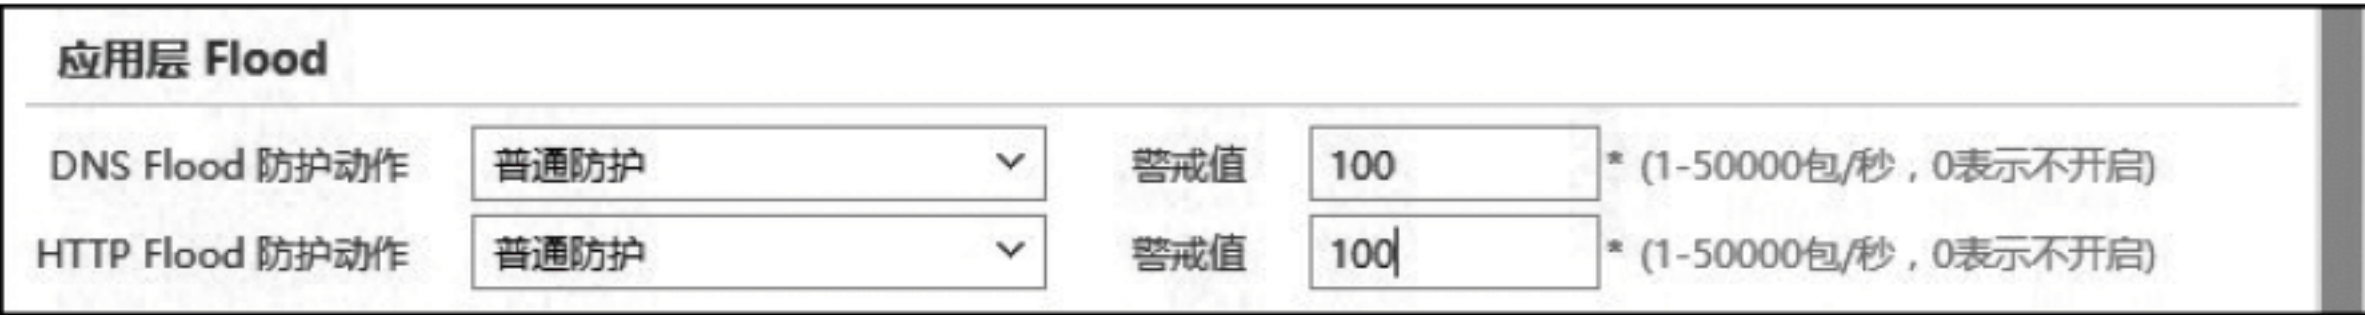 应用层 Flood
DNS Flood 防护动作 普通防护 警戒值 100 * (1-50000包/秒，0表示不开启)
HTTP Flood 防护动作 普通防护 警戒值 100 * (1-50000包/秒，0表示不开启)